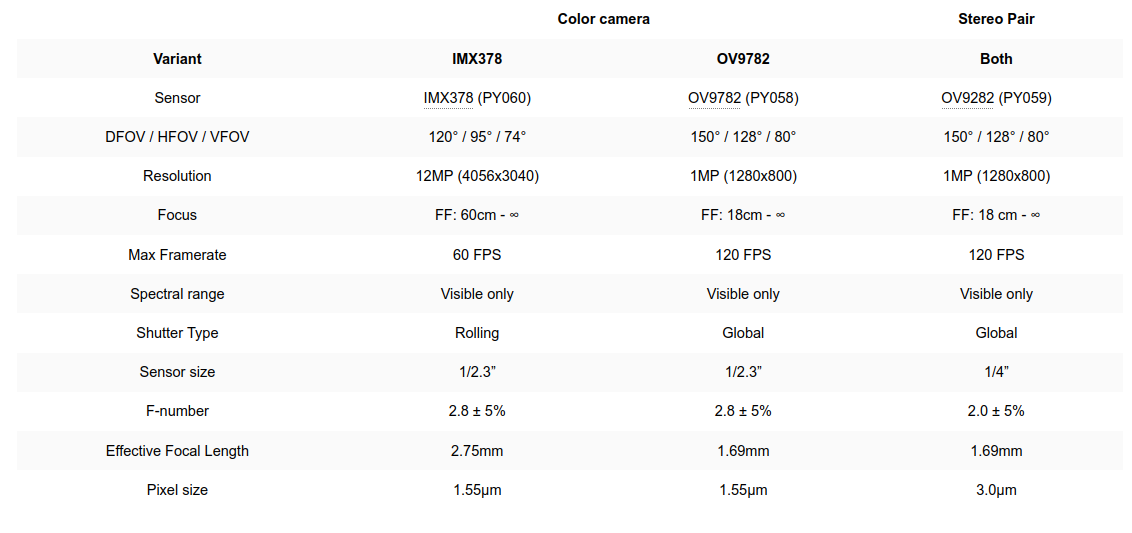 Color camera Stereo Pair
Variant IMX378 OV9782 Both
Sensor IMX378 (PY060) OV9782 (PY058) OV9282 (PY059)
DFOV / HFOV / VFOV 120° / 95° / 74° 150° / 128° / 80° 150° / 128° / 80°
Resolution 12MP (4056x3040) 1MP (1280x800) 1MP (1280x800)
Focus FF: 60cm - ∞ FF: 18cm - ∞ FF: 18 cm - ∞
Max Framerate 60 FPS 120 FPS 120 FPS
Spectral range Visible only Visible only Visible only
Shutter Type Rolling Global Global
Sensor size 1/2.3” 1/2.3” 1/4”
F-number 2.8 ± 5% 2.8 ± 5% 2.0 ± 5%
Effective Focal Length 2.75mm 1.69mm 1.69mm
Pixel size 1.55µm 1.55µm 3.0µm